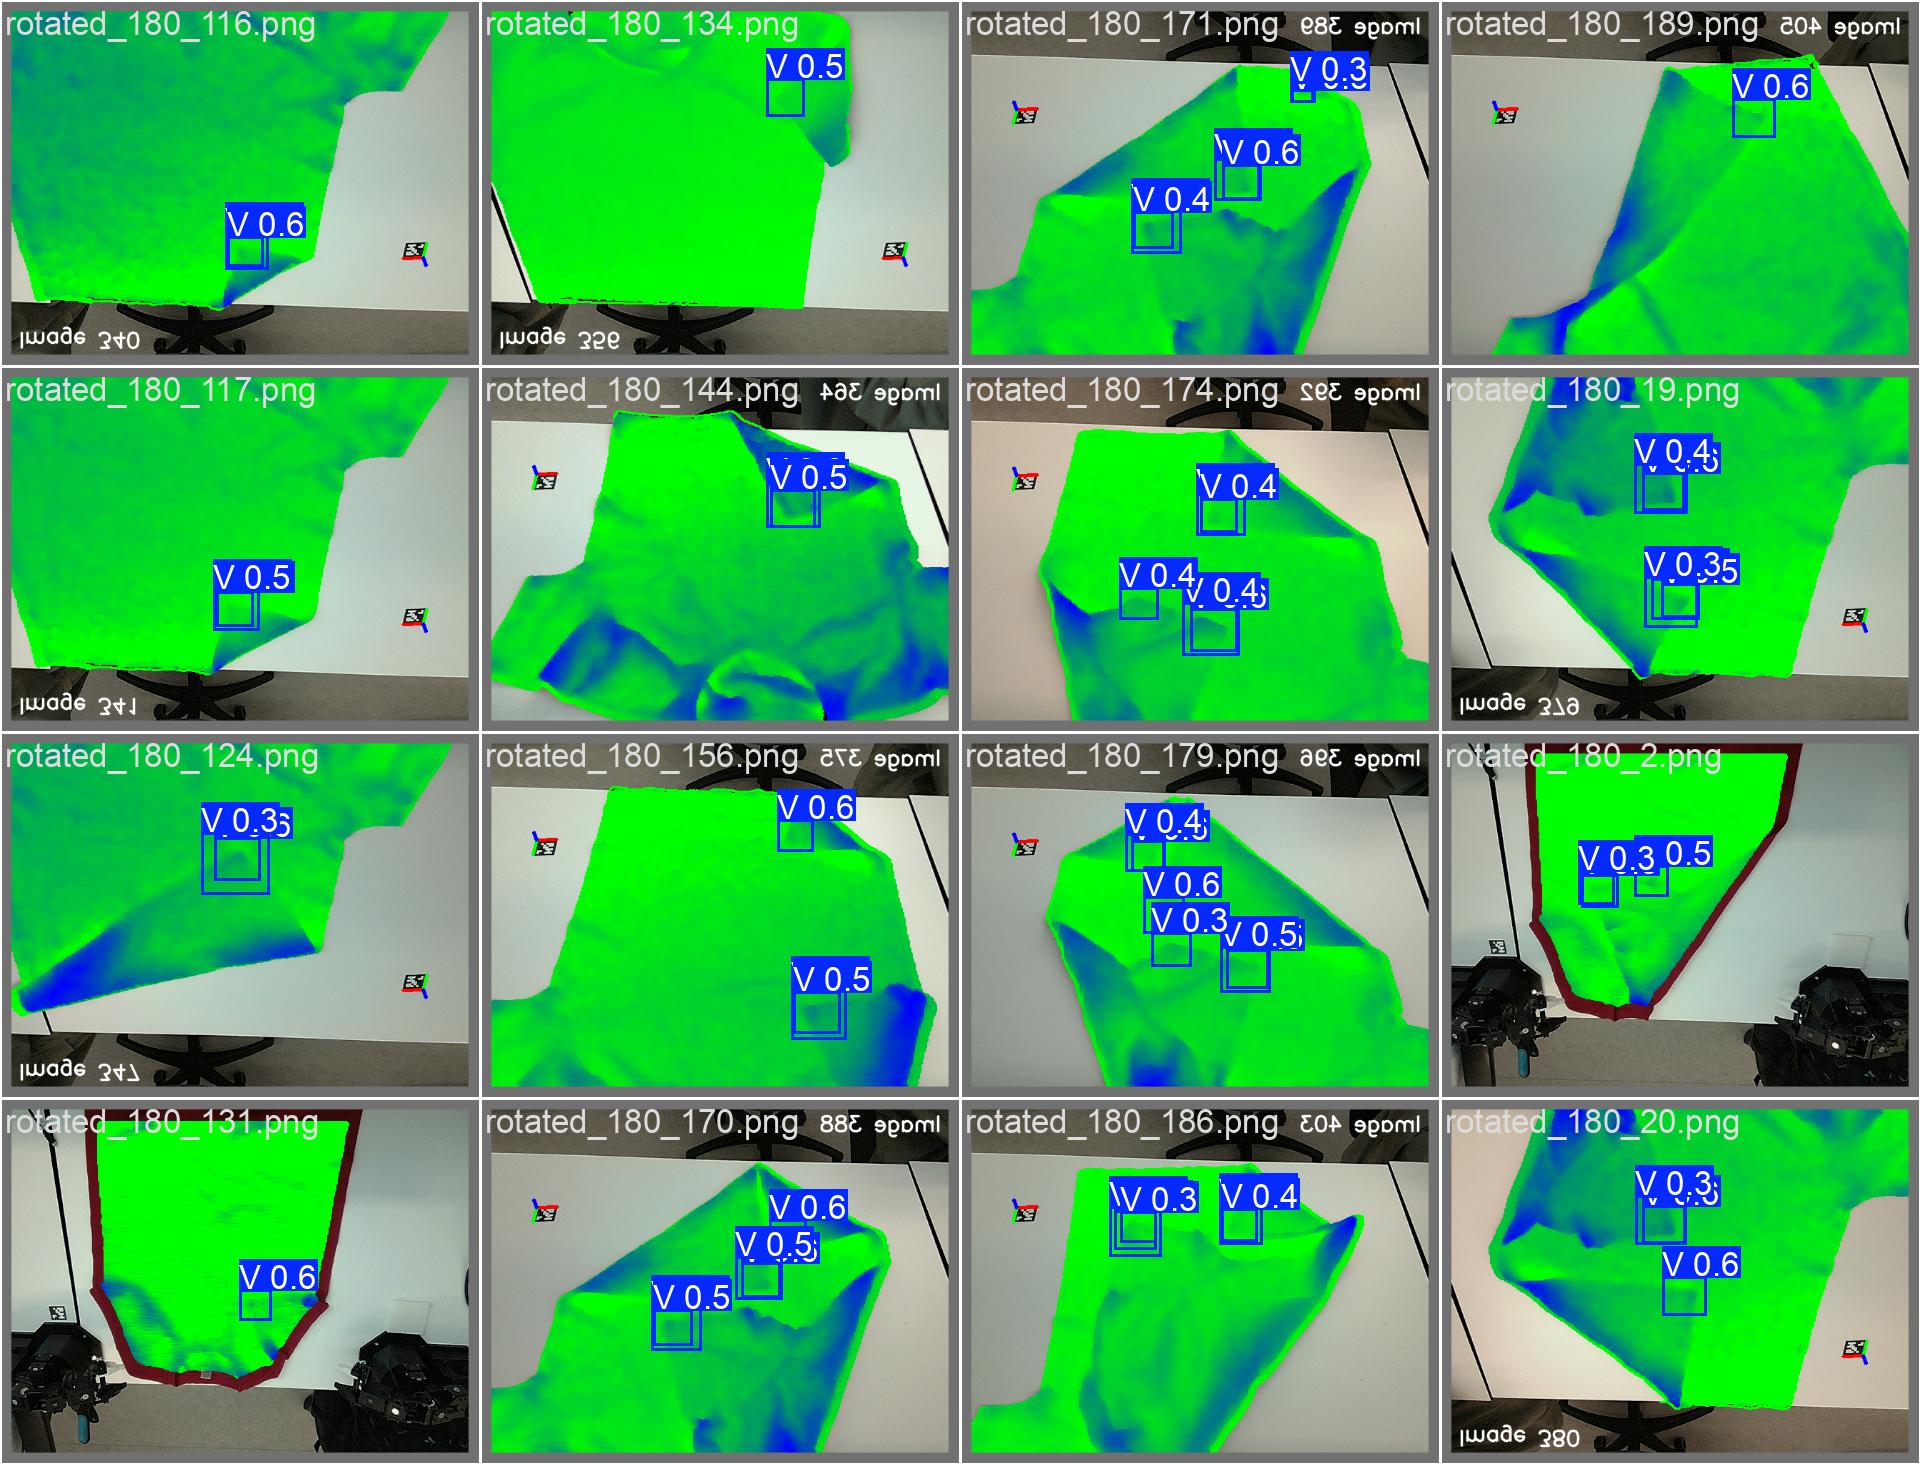 rotated_180_116.png
V 0.6
Image 340
rotated_180_134.png
V 0.5
Image 356
rotated_180_171.png
Image 389
V 0.3
V 0.6
V 0.4
rotated_180_189.png
Image 405
V 0.6
rotated_180_117.png
V 0.5
Image 341
rotated_180_144.png
Image 364
V 0.5
rotated_180_174.png
Image 392
V 0.4
V 0.4
V 0.4
rotated_180_19.png
V 0.4
V 0.3
Image 379
rotated_180_124.png
V 0.3
Image 347
rotated_180_156.png
Image 375
V 0.6
V 0.5
rotated_180_179.png
Image 396
V 0.4
V 0.6
V 0.3
V 0.5
rotated_180_2.png
V 0.3
0.5
rotated_180_131.png
V 0.6
rotated_180_170.png
Image 388
V 0.6
V 0.5
V 0.5
rotated_180_186.png
Image 403
V 0.3
V 0.4
rotated_180_20.png
V 0.3
V 0.6
Image 380